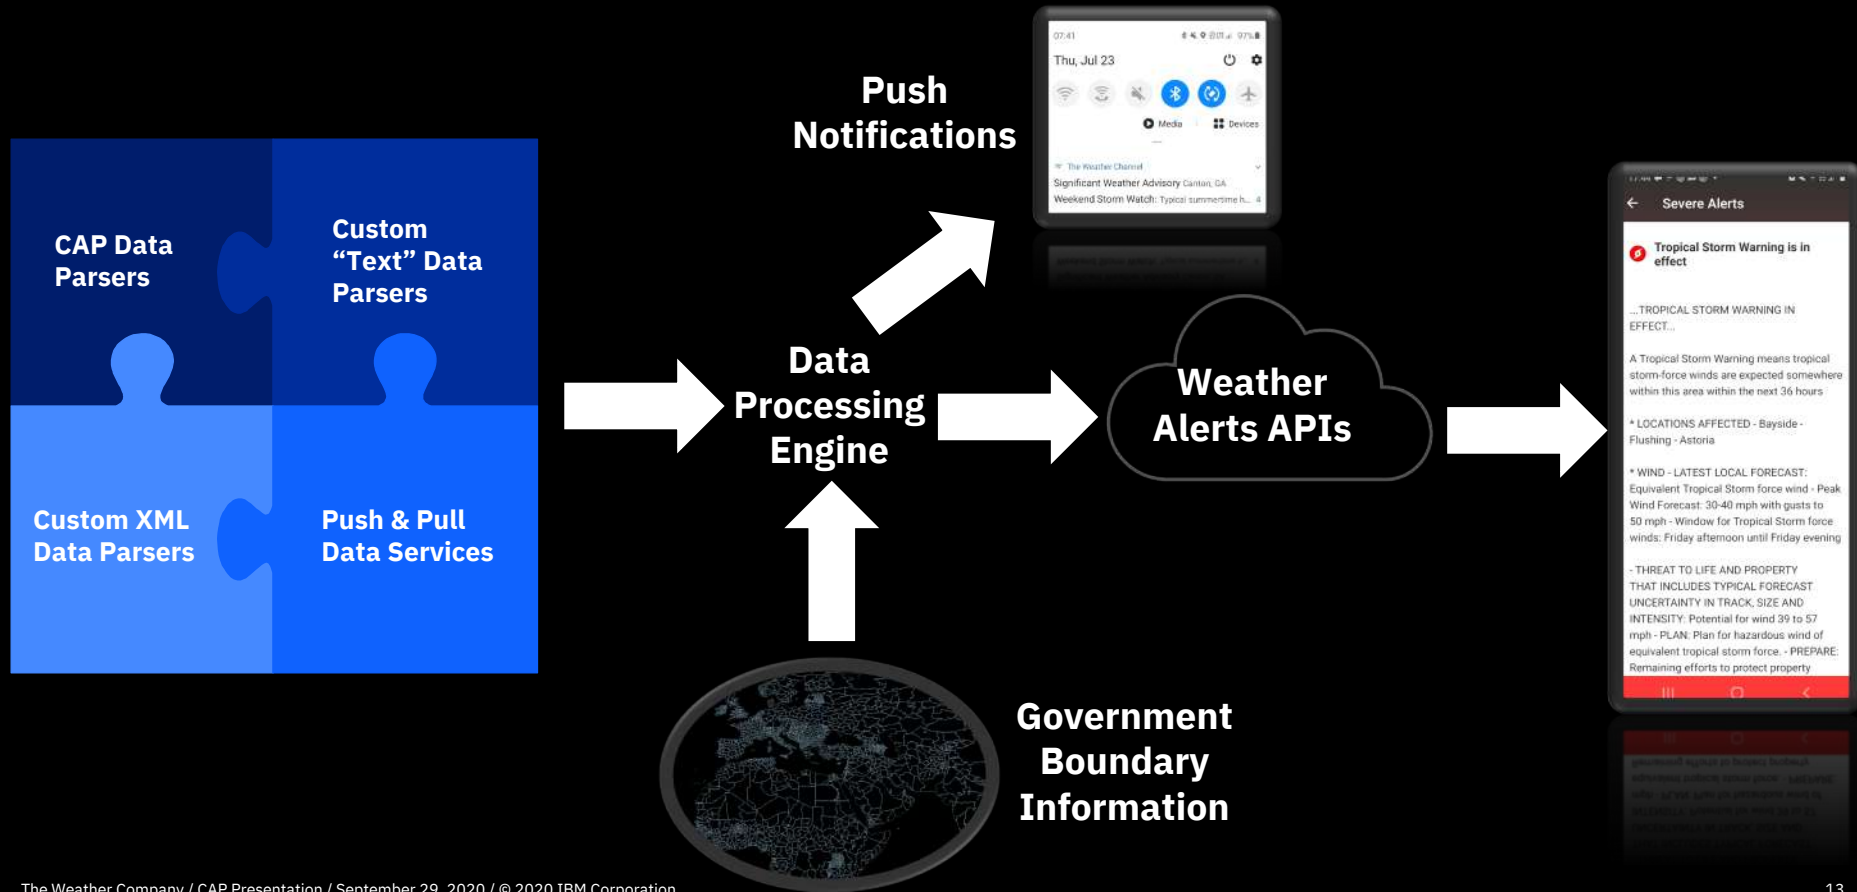 CAP Data
Parsers
Custom
“Text” Data
Parsers
Custom XML
Data Parsers
Push & Pull
Data Services
Push
Notifications
07:41
97%
Thu, Jul 23
Media
Devices
The Weather Channel
Significant Weather Advisory Canton, GA
Weekend Storm Watch: Typical summertime h... 4
Data
Processing
Engine
Weather
Alerts APIs
Government
Boundary
Information
17:44
Severe Alerts
Tropical Storm Warning is in
effect
...TROPICAL STORM WARNING IN
EFFECT...
A Tropical Storm Warning means tropical
storm-force winds are expected somewhere
within this area within the next 36 hours
* LOCATIONS AFFECTED - Bayside -
Flushing - Astoria
* WIND - LATEST LOCAL FORECAST:
Equivalent Tropical Storm force wind - Peak
Wind Forecast: 30-40 mph with gusts to
50 mph - Window for Tropical Storm force
winds: Friday afternoon until Friday evening
- THREAT TO LIFE AND PROPERTY
THAT INCLUDES TYPICAL FORECAST
UNCERTAINTY IN TRACK, SIZE AND
INTENSITY: Potential for wind 39 to 57
mph - PLAN: Plan for hazardous wind of
equivalent tropical storm force. - PREPARE:
Remaining efforts to protect property
The Weather Company / CAP Presentation / September 29, 2020 / © 2020 IBM Corporation
13